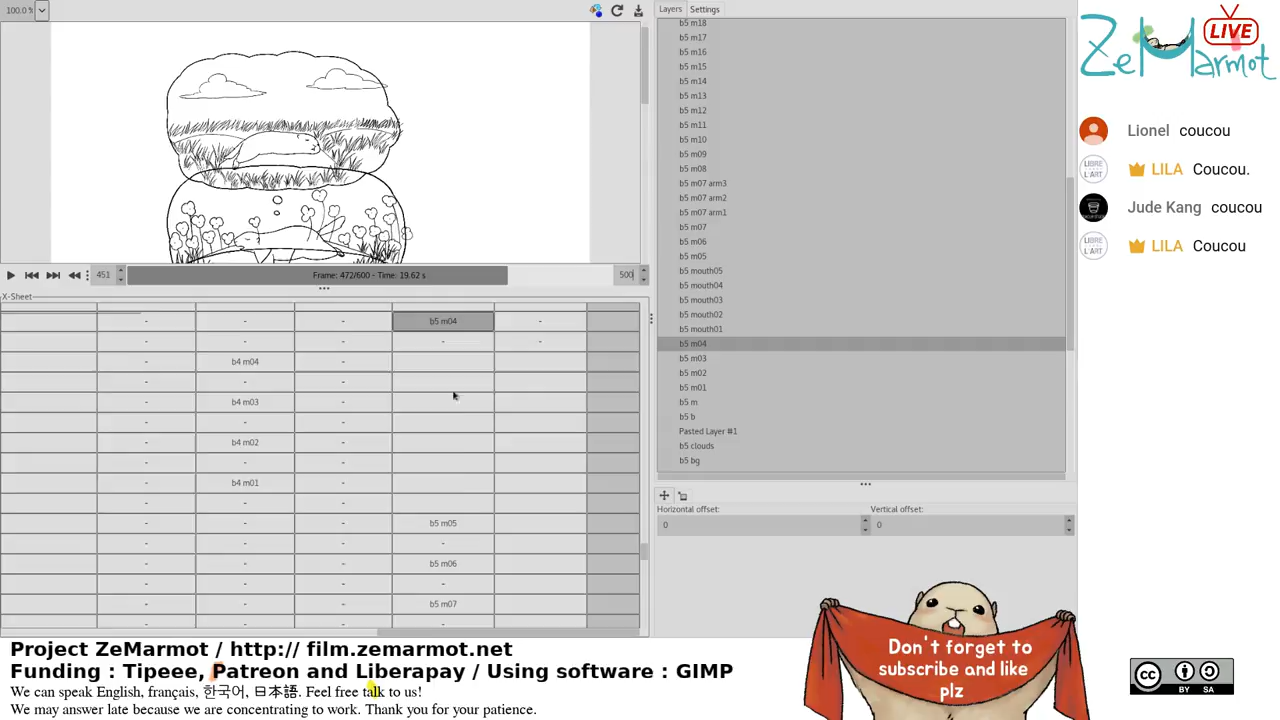 100.0 %
Layers
Settings
b5 m18
b5 m17
b5 m16
b5 m15
b5 m14
b5 m13
b5 m12
b5 m11
b5 m10
b5 m09
b5 m08
b5 m07 arm3
b5 m07 arm2
b5 m07 arm1
b5 m07
b5 m06
b5 m05
b5 mouth05
b5 mouth04
b5 mouth03
b5 mouth02
b5 mouth01
b5 m04
b5 m03
b5 m02
b5 m01
b5 m
b5 b
Pasted Layer #1
b5 clouds
b5 bg
451
Frame: 472/600 - Time: 19.62 s
500
X-Sheet
- - - b5 m04 -
- - - - -
- b4 m04 -
- - -
- b4 m03 -
- - -
- b4 m02 -
- - -
- b4 m01 -
- - -
- - - b5 m05
- - - -
- - - b5 m06
- - - -
- - - b5 m07
- - - -
Horizontal offset:
Vertical offset:
0
0
ZeMarmot
LIVE
Lionel coucou
LIBRE L'ART LILA Coucou.
Jude Kang coucou
LIBRE L'ART LILA Coucou
Don't forget to
subscribe and like
plz
Project ZeMarmot / http:// film.zemarmot.net
Funding : Tipeee, Patreon and Liberapay / Using software : GIMP
We can speak English, français, 한국어, 日本語. Feel free talk to us!
We may answer late because we are concentrating to work. Thank you for your patience.
cc
BY SA